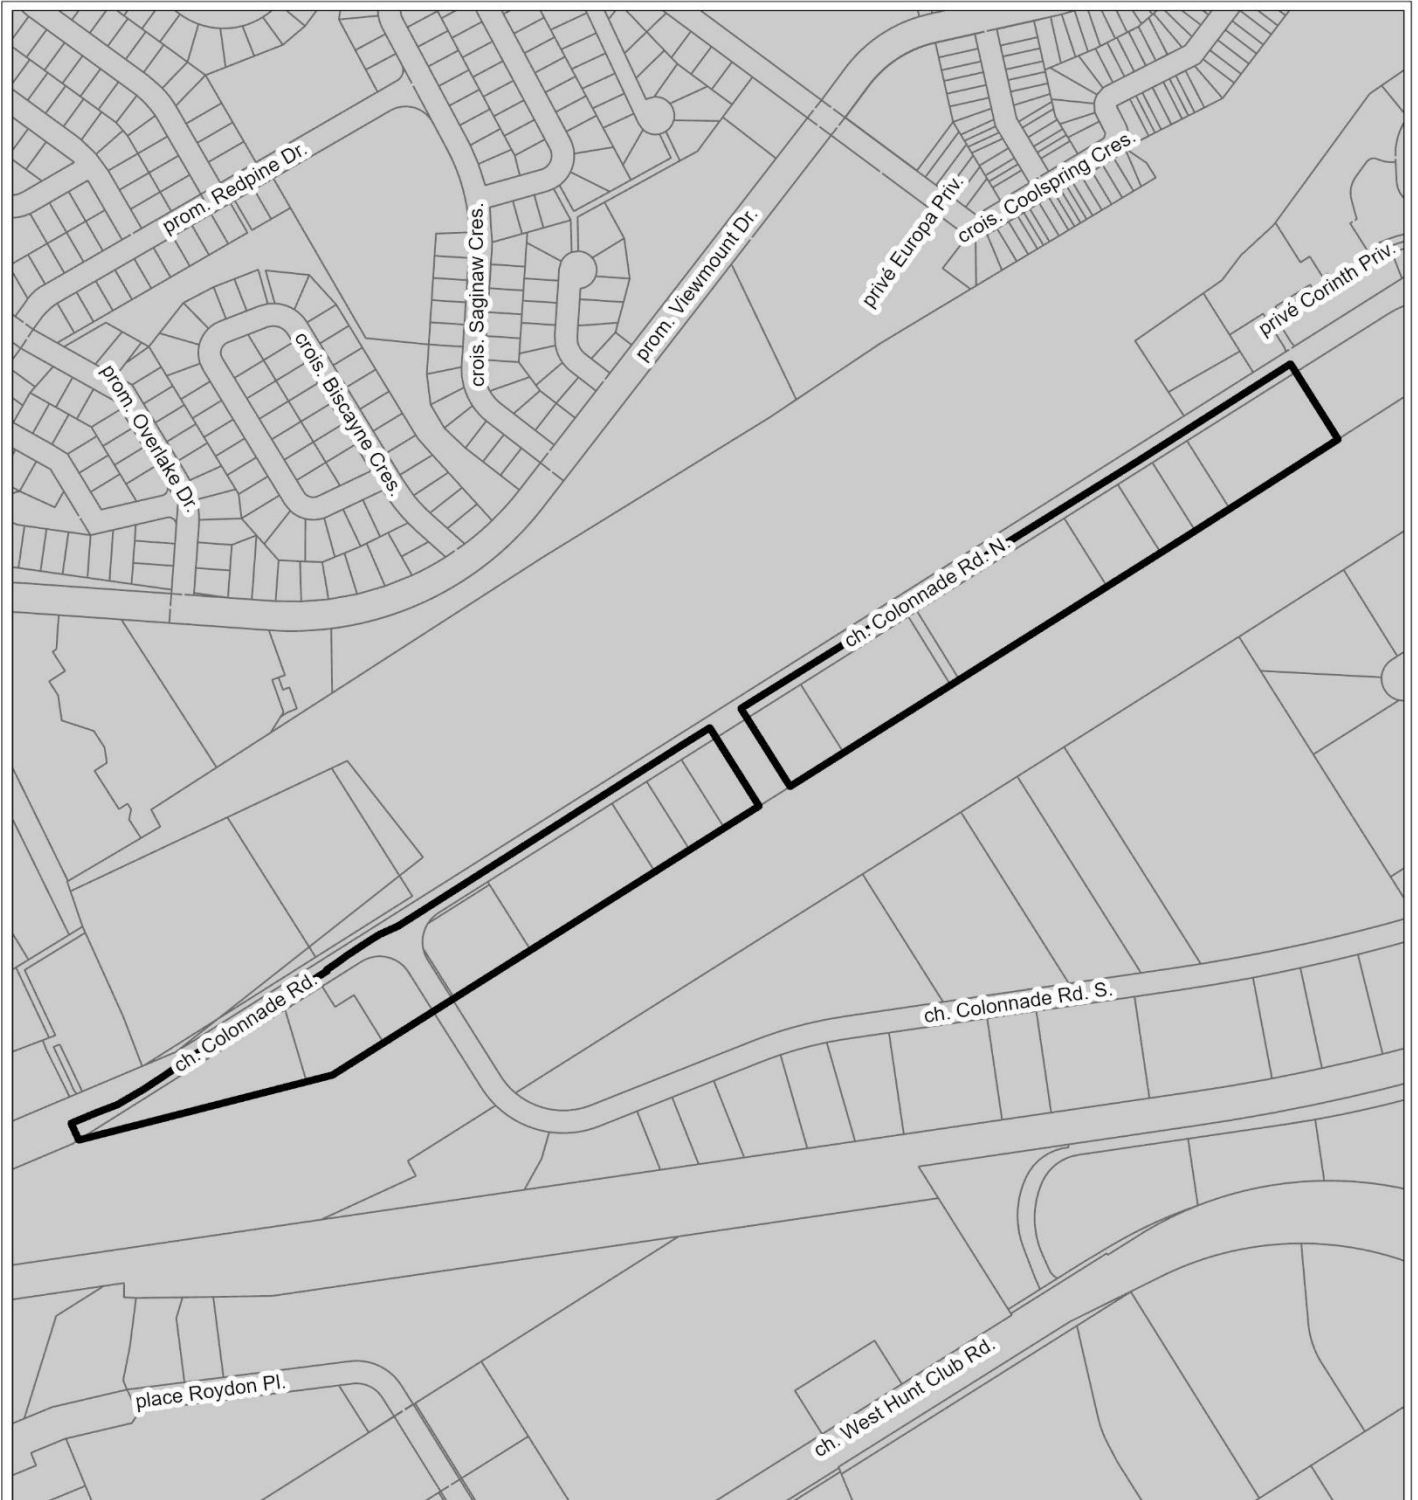 prom. Redpine Dr.
crois. Coolspring Cres.
privé Europa Priv.
crois. Saginaw Cres.
prom. Viewmount Dr.
privé Corinth Priv.
crois. Biscayne Cres.
prom. Overlake Dr.
ch. Colonnade Rd. N.
ch. Colonnade Rd.
ch. Colonnade Rd. S.
place Roydon Pl.
ch. West Hunt Club Rd.